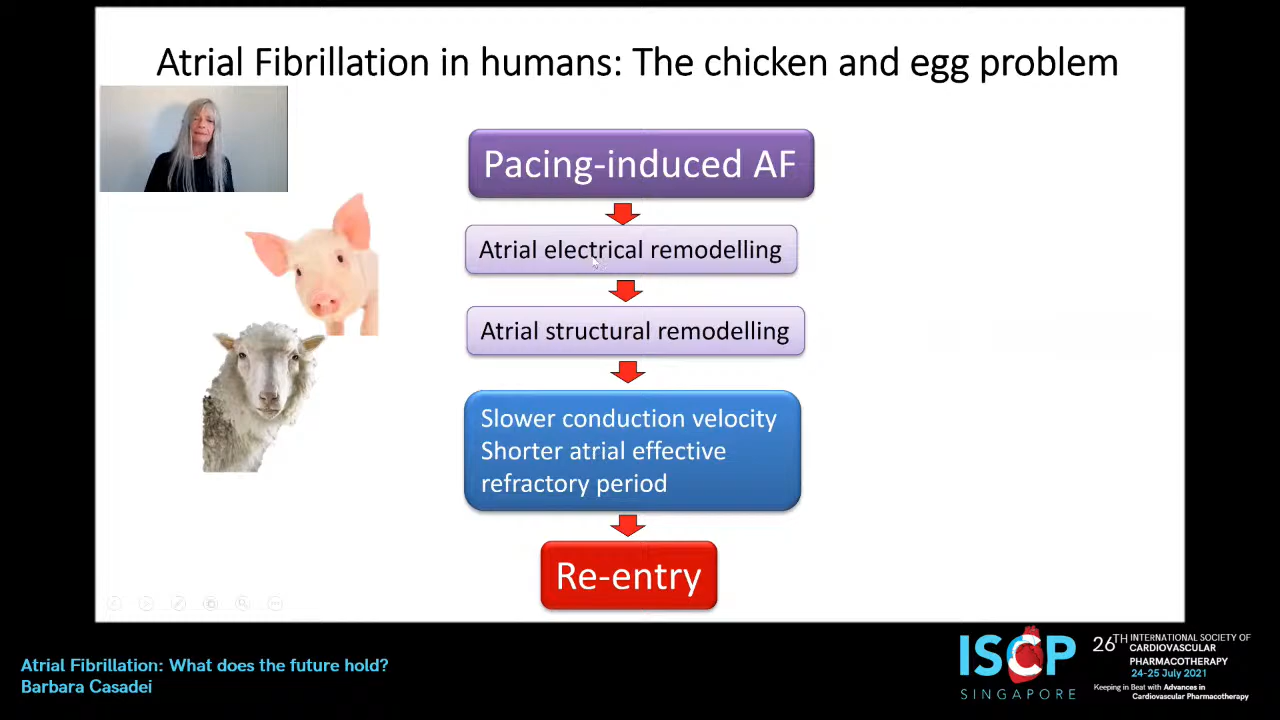 Atrial Fibrillation in humans: The chicken and egg problem
Pacing-induced AF
Atrial electrical remodelling
Atrial structural remodelling
Slower conduction velocity
Shorter atrial effective
refractory period
Re-entry
Atrial Fibrillation: What does the future hold?
Barbara Casadei
ISCP
SINGAPORE
26TH INTERNATIONAL SOCIETY OF
CARDIOVASCULAR
PHARMACOTHERAPY
24-25 July 2021
Keeping in Beat with Advances in
Cardiovascular Pharmacotherapy